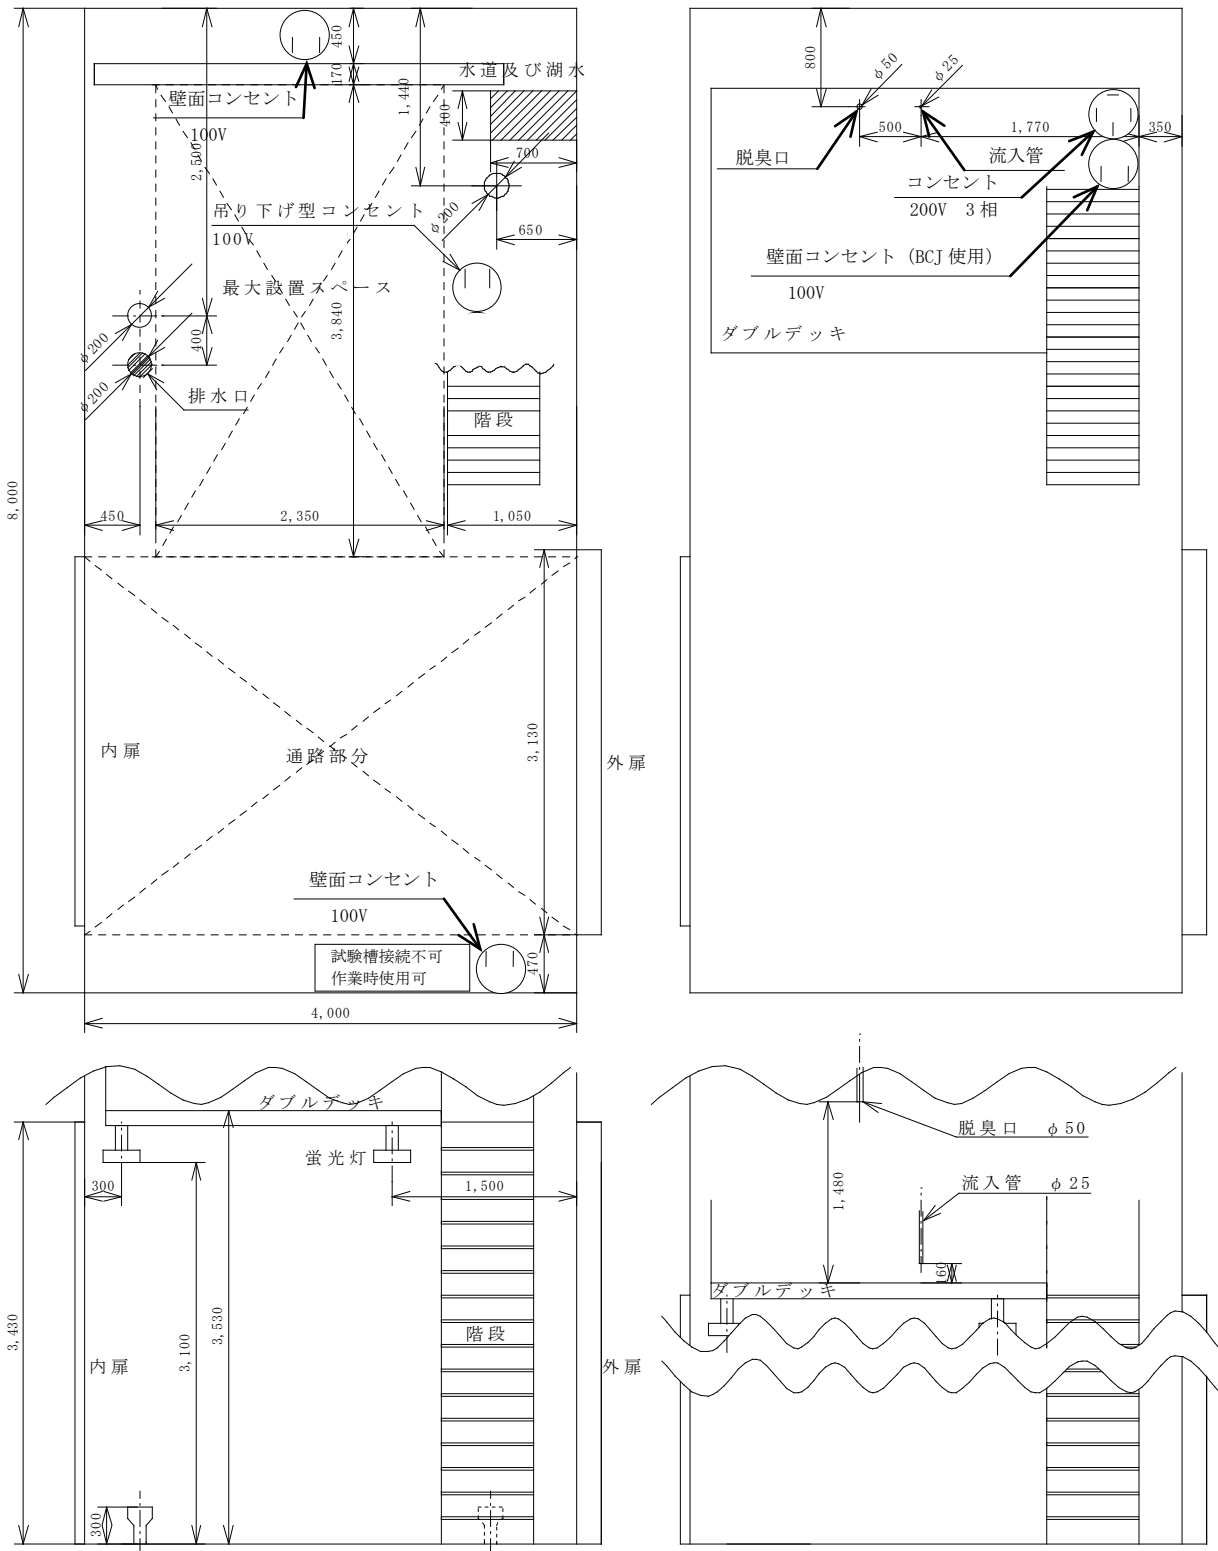 450
170
水道及び湖水
壁面コンセント
100V
1,440
400
2,500
700
吊り下げ型コンセント
100V
φ200
650
最大設置スペース
3,840
φ200
400
φ200
排水口
階段
8,000
450
2,350
1,050
内扉
通路部分
3,130
外扉
壁面コンセント
100V
試験槽接続不可
作業時使用可
470
4,000
800
φ50
φ25
500
1,770
350
脱臭口
流入管
コンセント
200V 3相
壁面コンセント(BCJ使用)
100V
ダブルデッキ
ダブルデッキ
蛍光灯
300
1,500
3,430
3,100
3,530
階段
内扉
外扉
300
脱臭口 φ50
1,480
流入管 φ25
160
ダブルデッキ